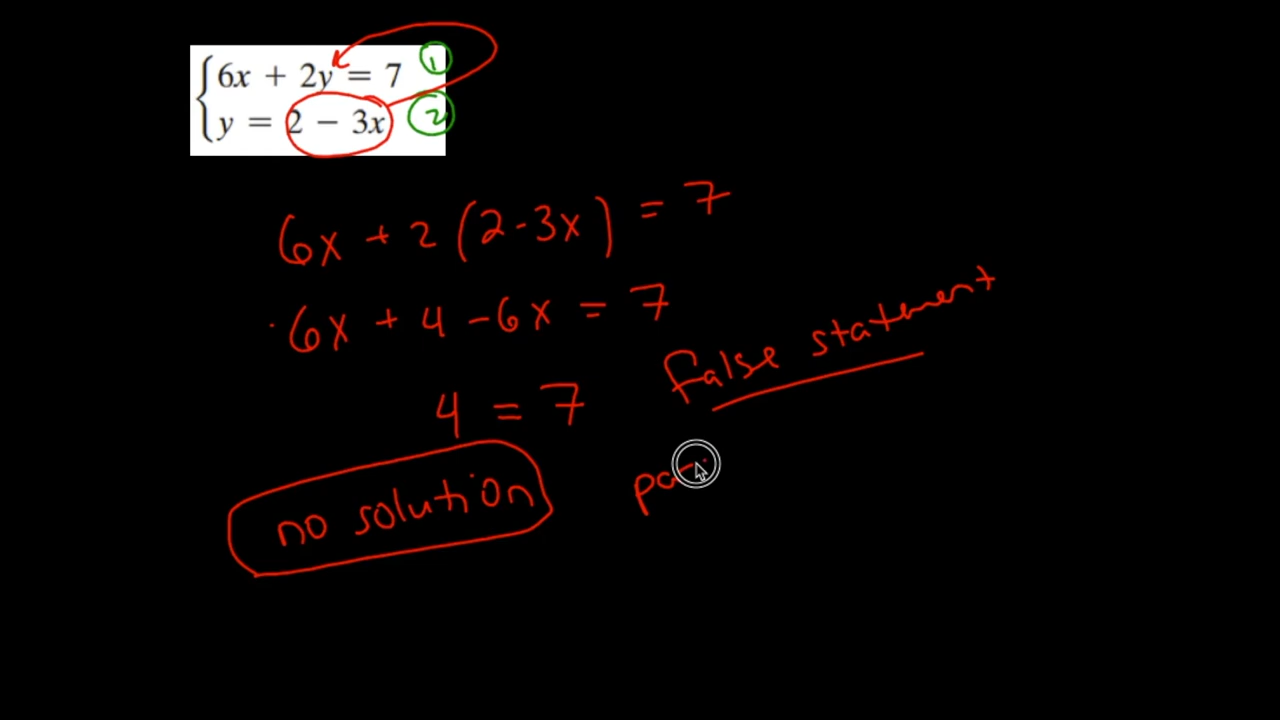 6x + 2y = 7 ①
y = 2 − 3x ②
6x + 2(2-3x) = 7
6x + 4 - 6x = 7
4 = 7
false statement
no solution